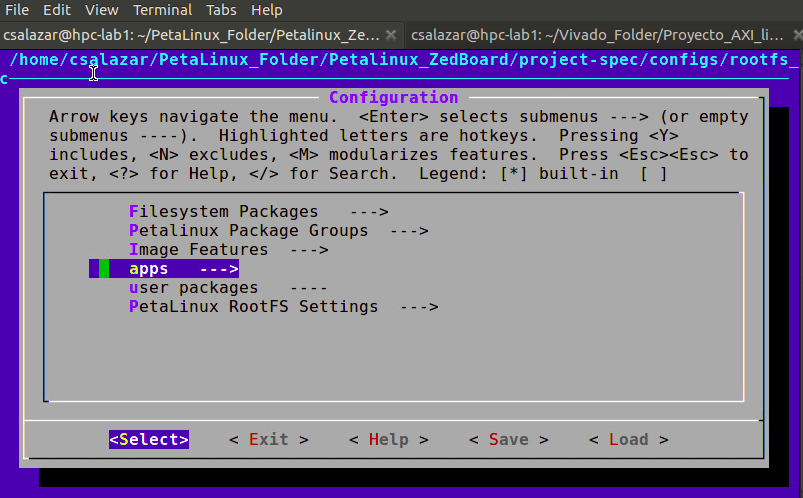 File Edit View Terminal Tabs Help
csalazar@hpc-lab1: ~/PetaLinux_Folder/Petalinux_Ze... csalazar@hpc-lab1: ~/Vivado_Folder/Proyecto_AXI_li...
/home/csalazar/PetaLinux_Folder/Petalinux_ZedBoard/project-spec/configs/rootfs_
c
Configuration
Arrow keys navigate the menu. <Enter> selects submenus ---> (or empty
submenus ----). Highlighted letters are hotkeys. Pressing <Y>
includes, <N> excludes, <M> modularizes features. Press <Esc><Esc> to
exit, <?> for Help, </> for Search. Legend: [*] built-in [ ]
Filesystem Packages --->
Petalinux Package Groups --->
Image Features --->
apps --->
user packages ----
PetaLinux RootFS Settings --->
<Select> < Exit > < Help > < Save > < Load >